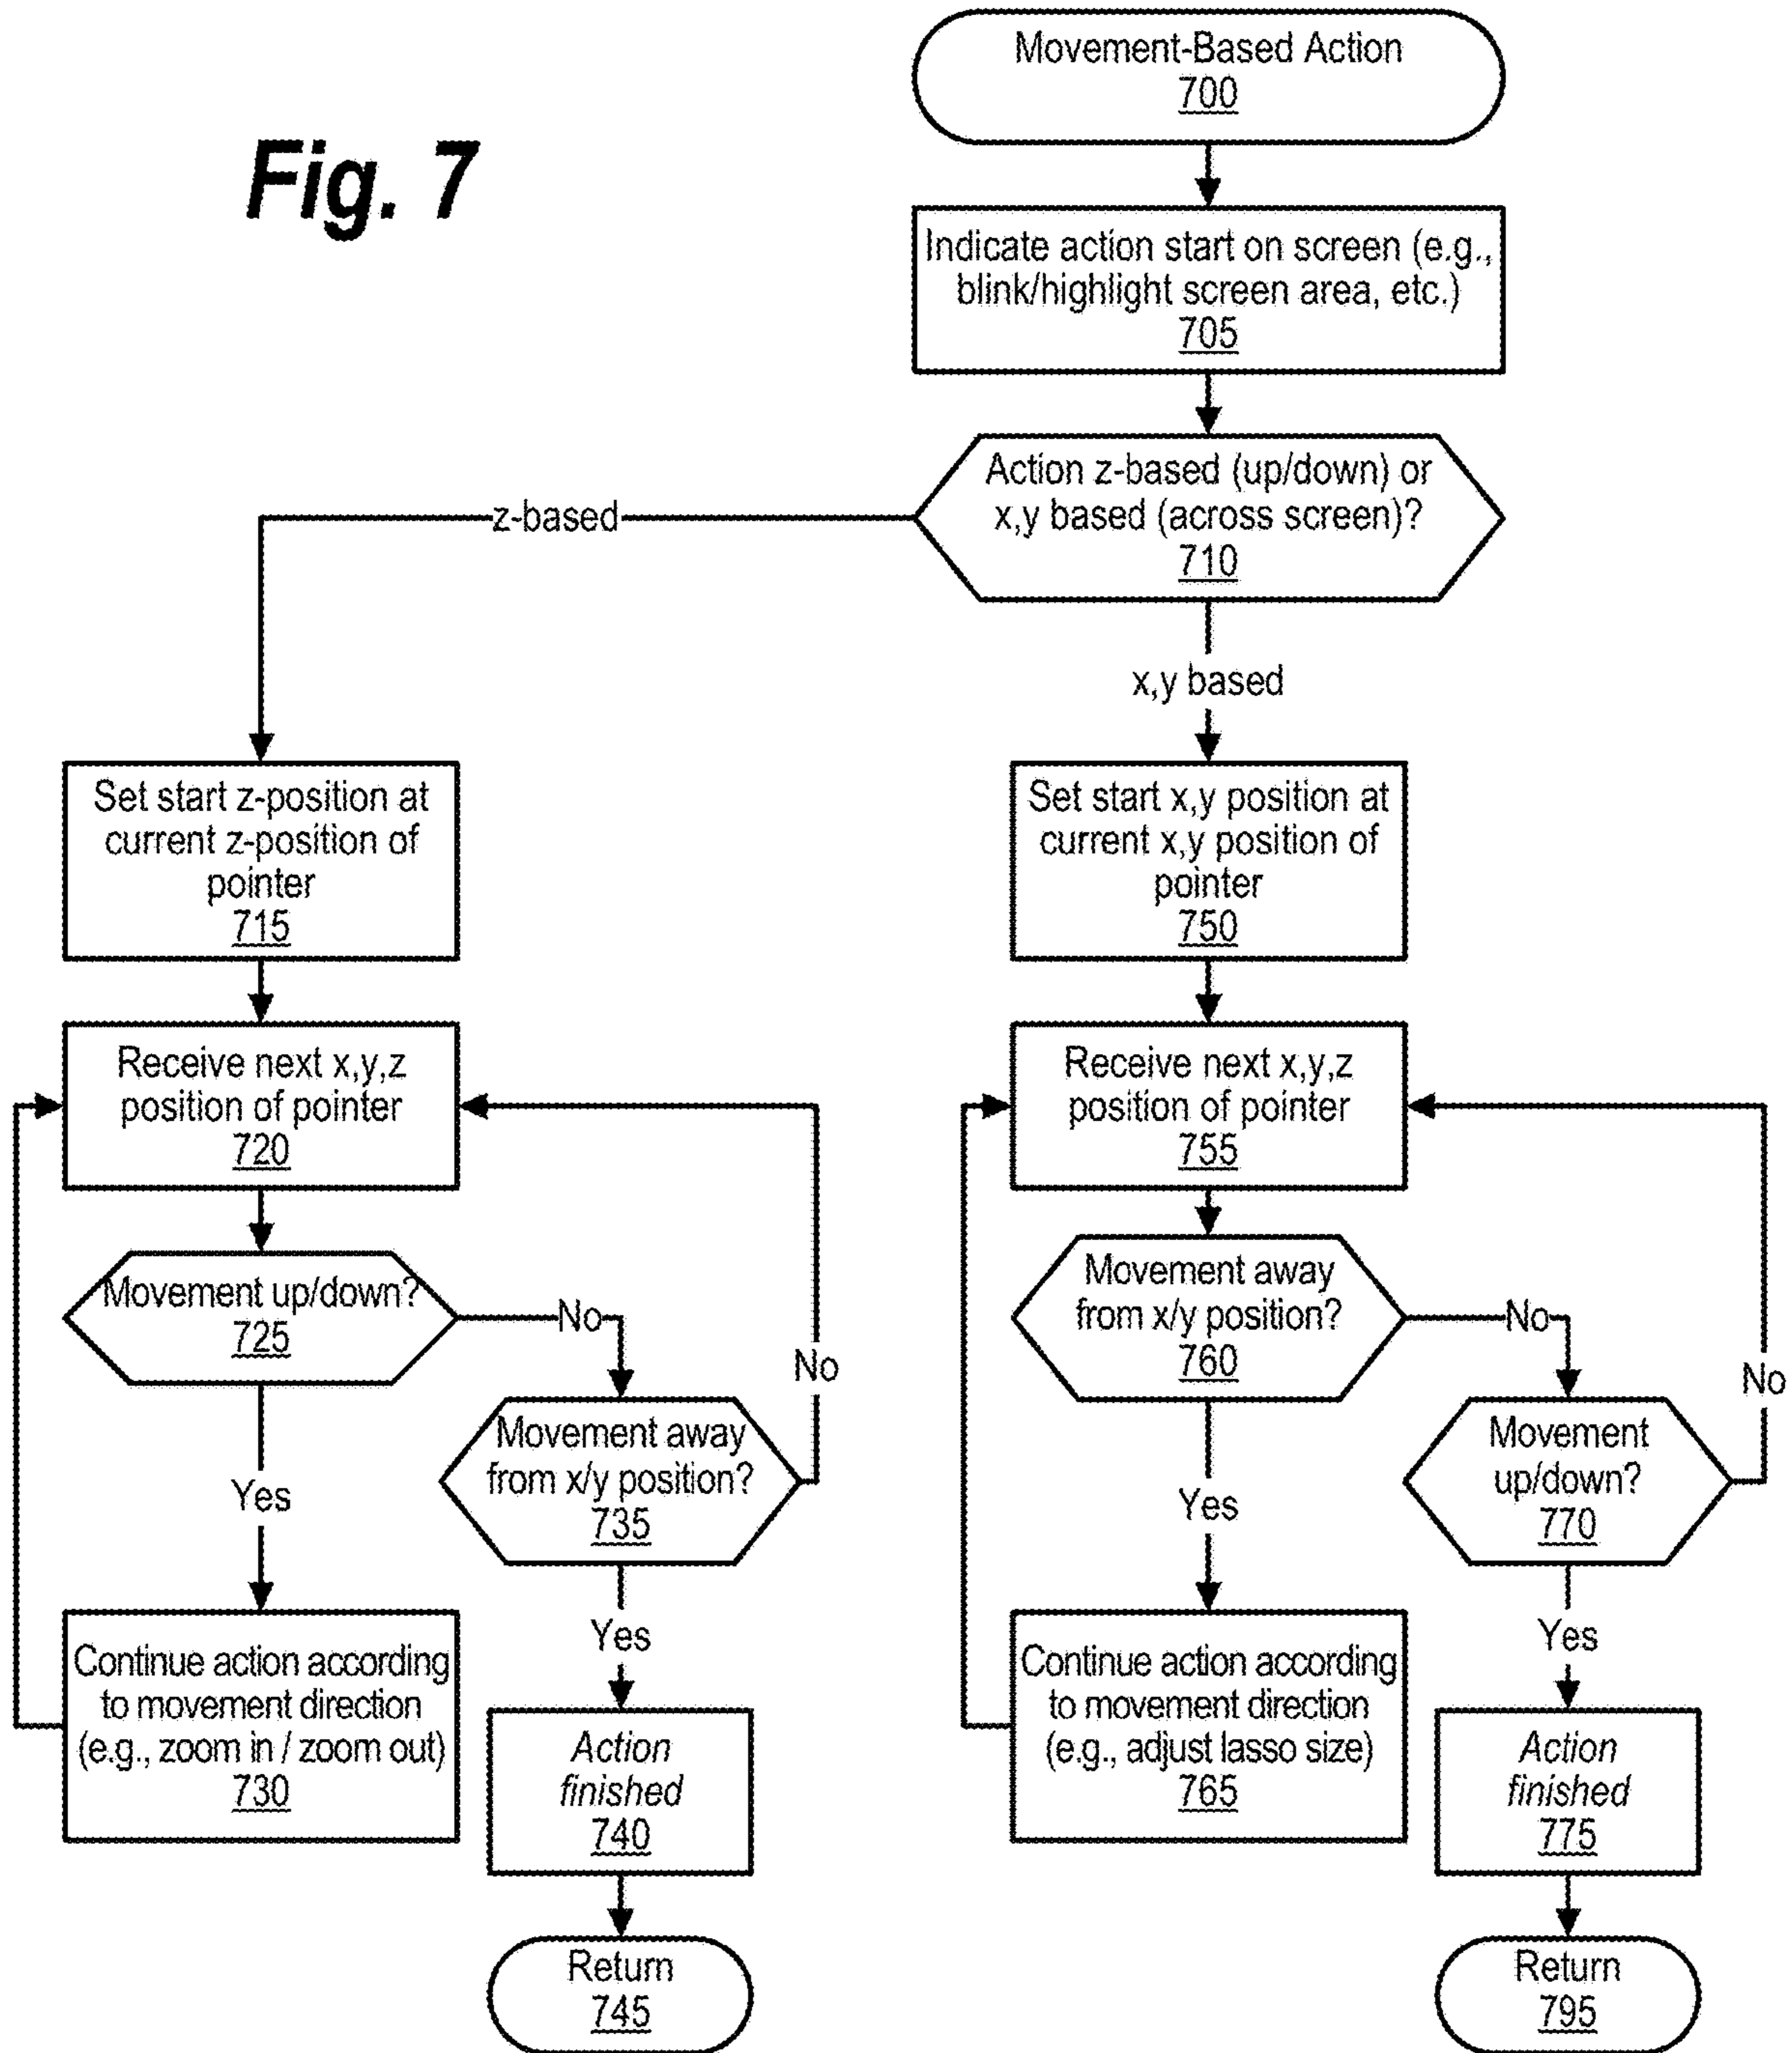 Fig. 7
Movement-Based Action
700
Indicate action start on screen (e.g.,
blink/highlight screen area, etc.)
705
Action z-based (up/down) or
x,y based (across screen)?
710
z-based
x,y based
Set start z-position at
current z-position of
pointer
715
Receive next x,y,z
position of pointer
720
Movement up/down?
725
No
Yes
Movement away
from x/y position?
735
No
Yes
Continue action according
to movement direction
(e.g., zoom in / zoom out)
730
Action
finished
740
Return
745
Set start x,y position at
current x,y position of
pointer
750
Receive next x,y,z
position of pointer
755
Movement away
from x/y position?
760
No
Yes
Movement
up/down?
770
No
Yes
Continue action according
to movement direction
(e.g., adjust lasso size)
765
Action
finished
775
Return
795